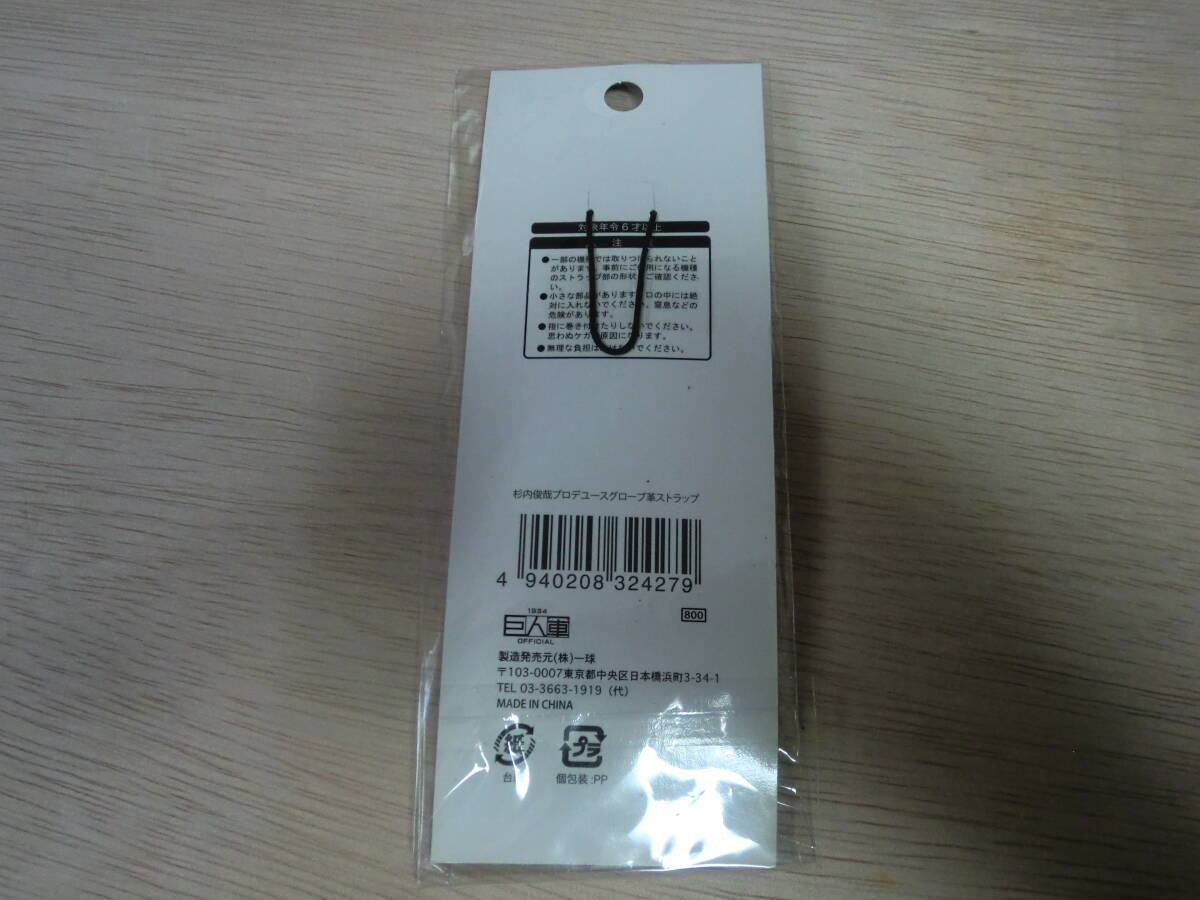 対象年令6才以上
注
●一部の機種では取りつけられないこと
があります。事前にご使用になる機種
のストラップ部の形状をご確認くださ
い。
●小さな部品があります。口の中には絶
対に入れないでください。窒息などの
危険があります。
●指に巻き付けたりしないでください。
思わぬケガの原因になります。
●無理な負担は でください。
杉内俊哉プロデュースグローブ革ストラップ
4 940208 324279
1934
巨人軍
OFFICIAL
800
製造発売元(株)一球
〒103-0007東京都中央区日本橋浜町3-34-1
TEL 03-3663-1919（代）
MADE IN CHINA
紙
プラ
台
個包装:PP